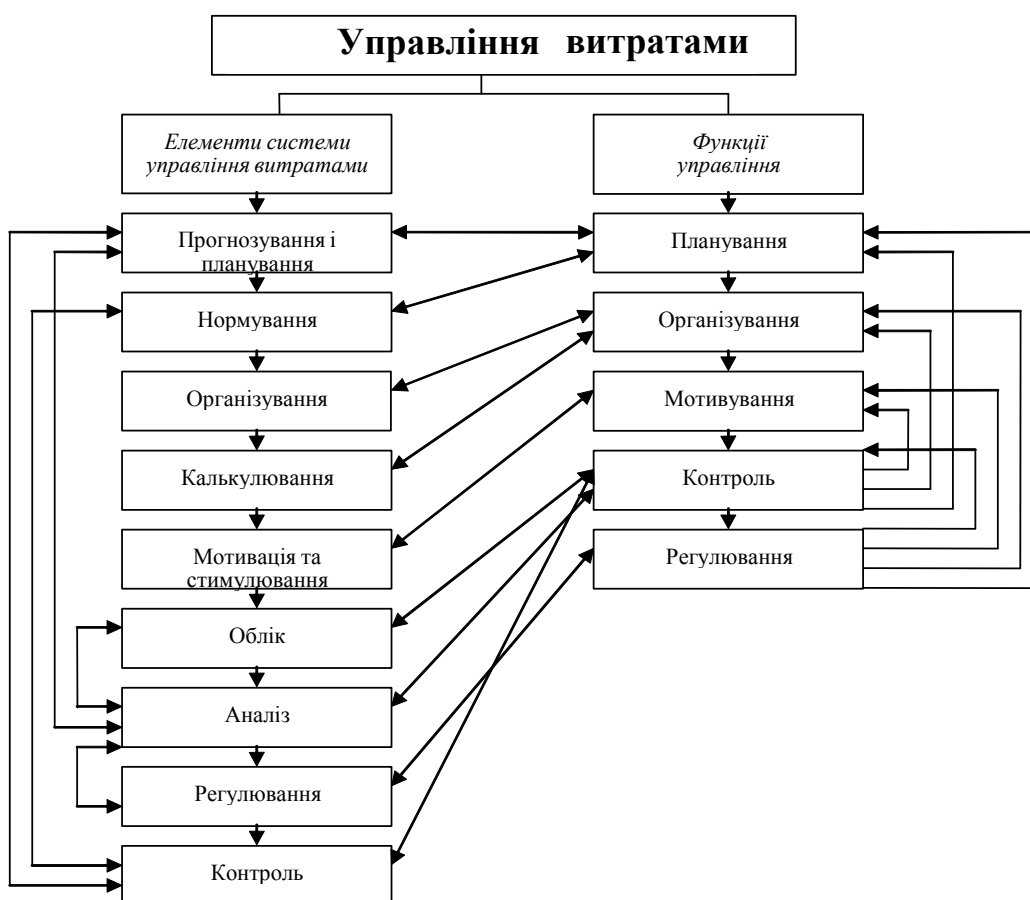 Управління витратами
Елементи системи
управління витратами
Прогнозування і
планування
Нормування
Організування
Калькулювання
Мотивація та
стимулювання
Облік
Аналіз
Регулювання
Контроль
Функції
управління
Планування
Організування
Мотивування
Контроль
Регулювання